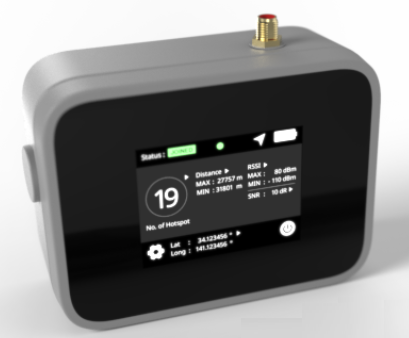 Status : JOINED
Distance
MAX : 27757 m
MIN : 31801 m
RSSI
MAX : 80 dBm
MIN : - 110 dBm
SNR : 10 dB
19
No. of Hotspot
Lat : 34.123456 °
Long : 141.123456 °